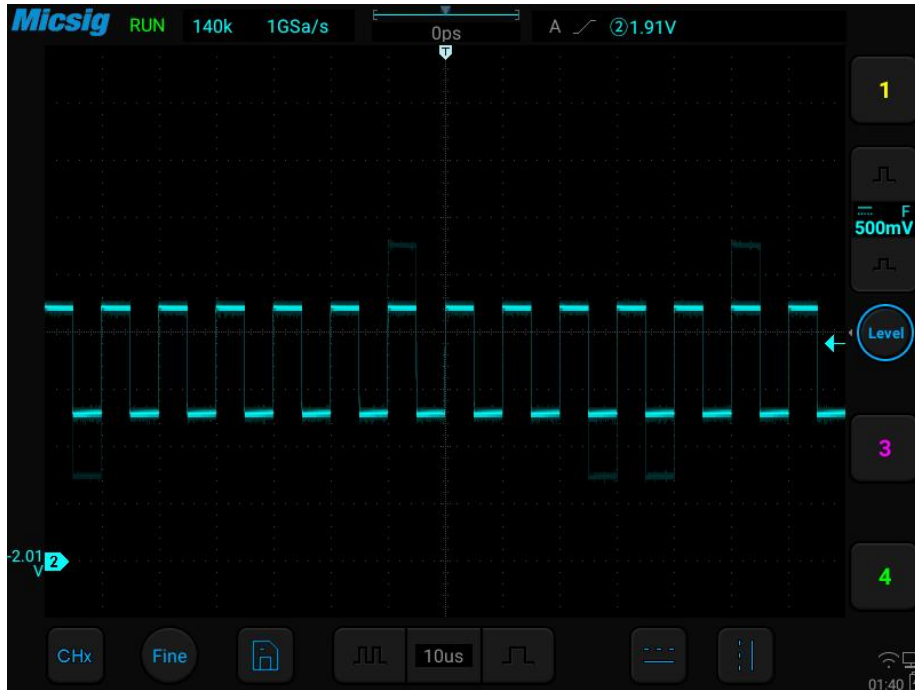 Micsig RUN 140k 1GSa/s 0ps A ②1.91V
T
1
F
500mV
Level
3
-2.01 2
V
4
CHx Fine 10us
01:40